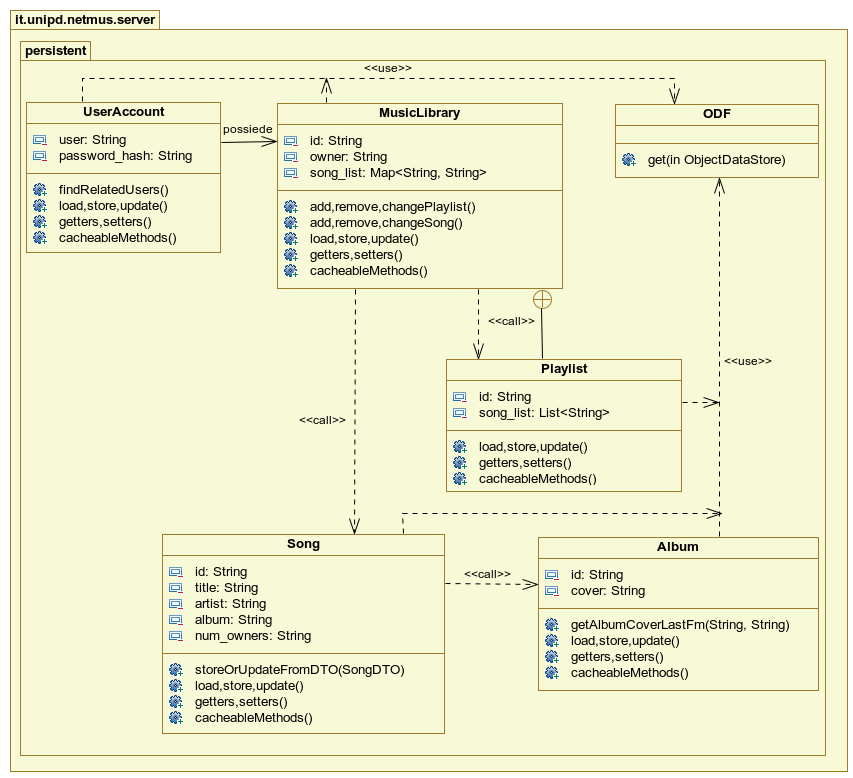 it.unipd.netmus.server
persistent
<<use>>
UserAccount
user: String
password_hash: String
findRelatedUsers()
load,store,update()
getters,setters()
cacheableMethods()
possiede
MusicLibrary
id: String
owner: String
song_list: Map<String, String>
add,remove,changePlaylist()
add,remove,changeSong()
load,store,update()
getters,setters()
cacheableMethods()
ODF
get(in ObjectDataStore)
<<call>>
<<use>>
Playlist
id: String
song_list: List<String>
load,store,update()
getters,setters()
cacheableMethods()
<<call>>
Song
id: String
title: String
artist: String
album: String
num_owners: String
storeOrUpdateFromDTO(SongDTO)
load,store,update()
getters,setters()
cacheableMethods()
<<call>>
Album
id: String
cover: String
getAlbumCoverLastFm(String, String)
load,store,update()
getters,setters()
cacheableMethods()